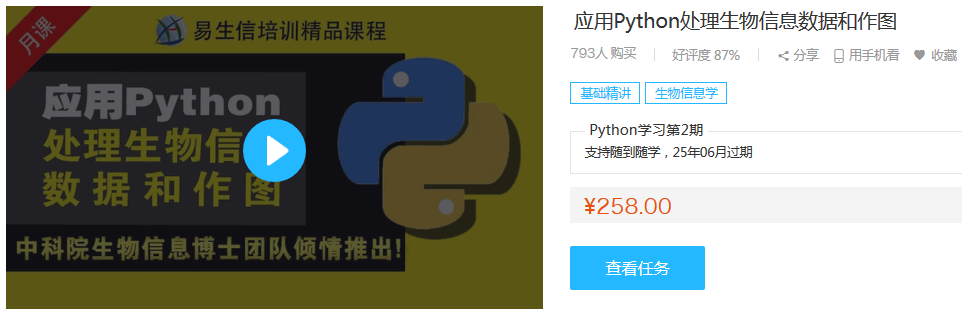 月课
易生信培训精品课程
应用Python
处理生物信
数据和作图
中科院生物信息博士团队倾情推出!
应用Python处理生物信息数据和作图
793人 购买
好评度 87%
分享
用手机看
收藏
基础精讲
生物信息学
Python学习第2期
支持随到随学，25年06月过期
¥258.00
查看任务